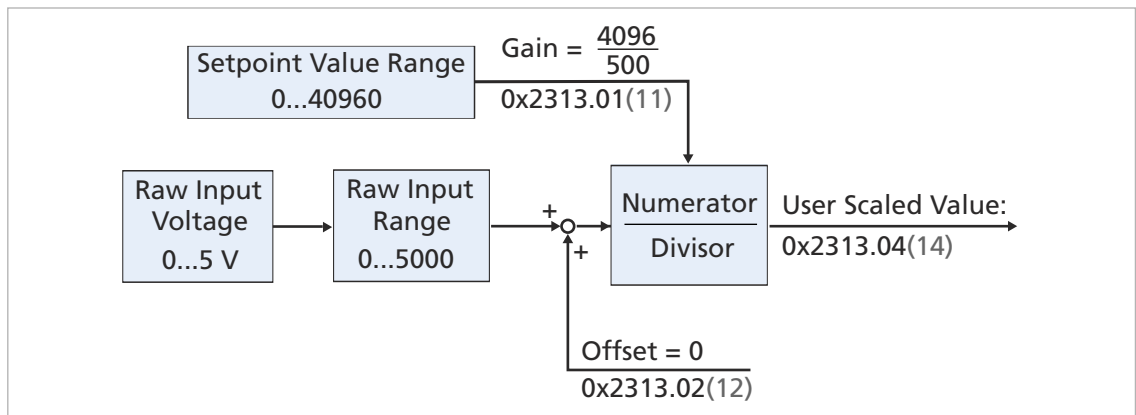 Setpoint Value Range
0...40960
Gain = 4096
500
0x2313.01(11)
Raw Input
Voltage
0...5 V
Raw Input
Range
0...5000
+
+
Numerator
Divisor
User Scaled Value:
0x2313.04(14)
Offset = 0
0x2313.02(12)